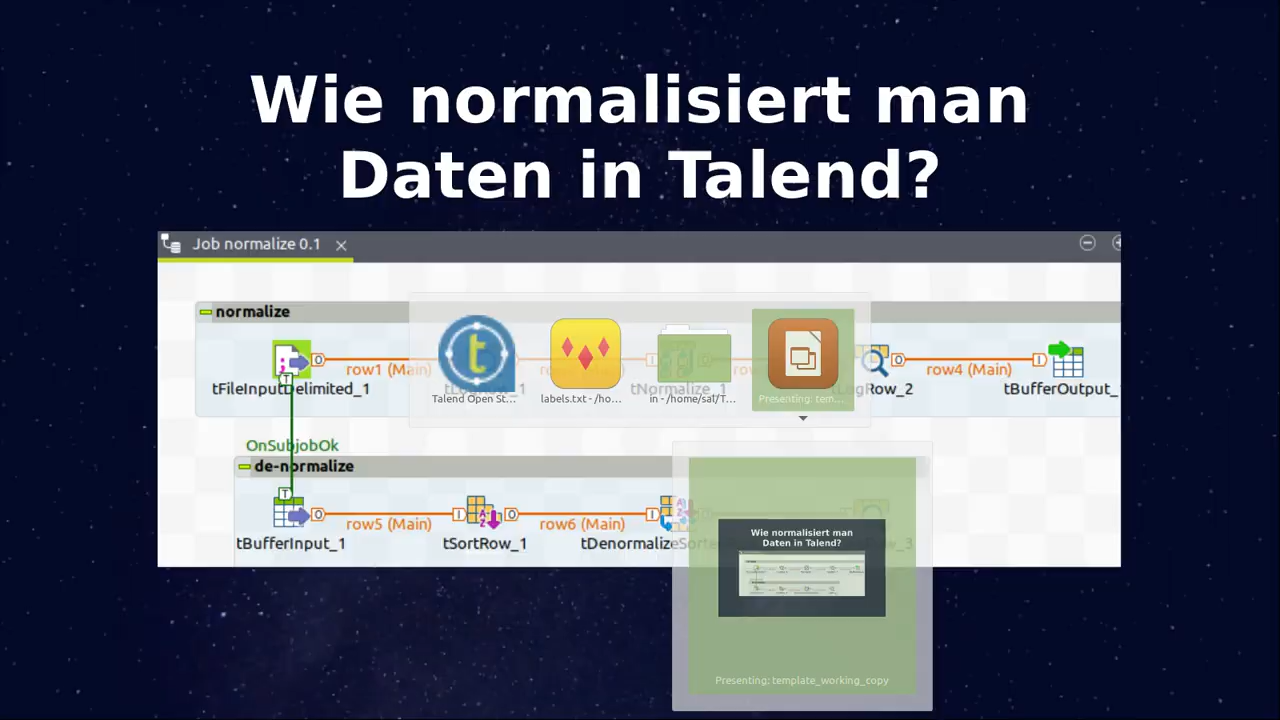 Wie normalisiert man
Daten in Talend?
Job normalize 0.1
normalize
row1 (Main)
row4 (Main)
tFileInputDelimited_1
tNormalize_1
tLogRow_2
tBufferOutput_
Talend Open St...
labels.txt - /ho...
in - /home/saf/T...
Presenting: tem...
OnSubjobOk
de-normalize
row5 (Main)
row6 (Main)
tBufferInput_1
tSortRow_1
tDenormalizeSorte
Wie normalisiert man
Daten in Talend?
Presenting: template_working_copy